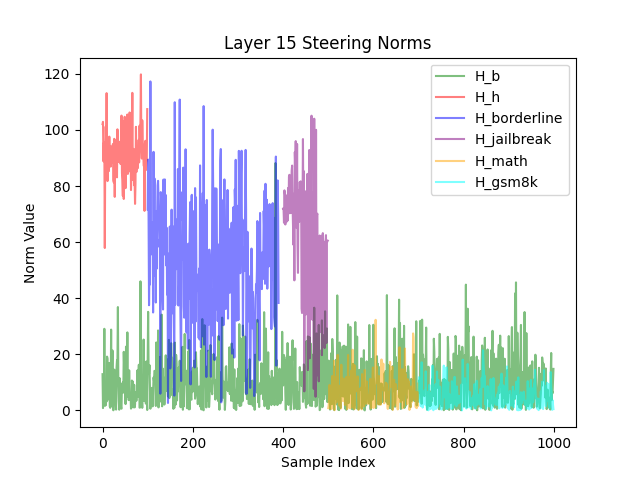 Layer 15 Steering Norms
120
100
80
60
40
20
0
Norm Value
H_b
H_h
H_borderline
H_jailbreak
H_math
H_gsm8k
0
200
400
600
800
1000
Sample Index